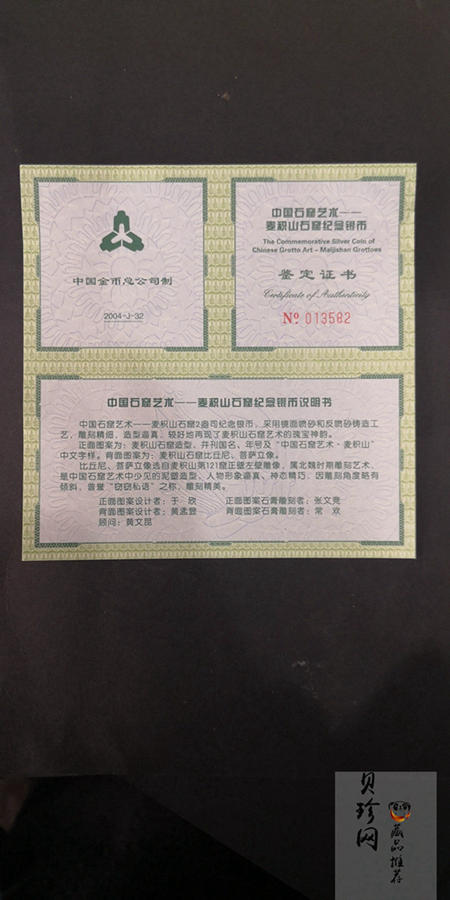 中国金币总公司制
2004-J-32
中国石窟艺术——
麦积山石窟纪念银币
The Commemorative Silver Coin of
Chinese Grotto Art - Maijishan Grottoes
鉴定证书
Certificate of Authenticity
Nº 013582
中国石窟艺术——麦积山石窟纪念银币说明书
中国石窟艺术——麦积山石窟2盎司纪念银币，采用镜面喷砂和反喷砂铸造工
艺，雕刻精细，造型逼真，较好地再现了麦积山石窟艺术的瑰宝神韵。
正面图案为：麦积山石窟造型，并刊国名、年号及“中国石窟艺术·麦积山”
中文字样。背面图案为：麦积山石窟比丘尼、菩萨立像。
比丘尼、菩萨立像选自麦积山第121窟正壁左壁雕像，属北魏时期雕刻艺术，
是中国石窟艺术中少见的泥塑造型、人物形象逼真、神态精巧，因雕刻角度略有
倾斜，喜誉“窃窃私语”之称，雕刻精美。
正面图案设计者：于 欣 正面图案石膏雕刻者：张文竞
背面图案设计者：黄孟昱 背面图案石膏雕刻者：常 欢
顾问：黄文昆
贝珍网
藏品推荐